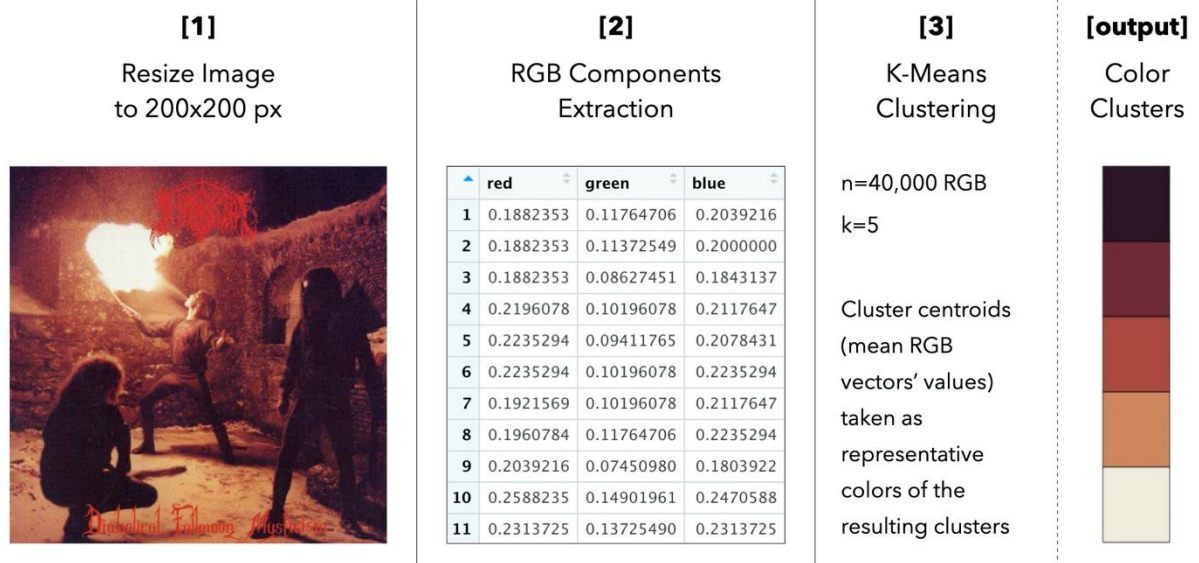 [1]
Resize Image
to 200x200 px
Diabolical Fullmoon Mysticism
[2]
RGB Components
Extraction
red green blue
1 0.1882353 0.11764706 0.2039216
2 0.1882353 0.11372549 0.2000000
3 0.1882353 0.08627451 0.1843137
4 0.2196078 0.10196078 0.2117647
5 0.2235294 0.09411765 0.2078431
6 0.2235294 0.10196078 0.2235294
7 0.1921569 0.10196078 0.2117647
8 0.1960784 0.11764706 0.2235294
9 0.2039216 0.07450980 0.1803922
10 0.2588235 0.14901961 0.2470588
11 0.2313725 0.13725490 0.2313725
[3]
K-Means
Clustering
n=40,000 RGB
k=5
Cluster centroids
(mean RGB
vectors’ values)
taken as
representative
colors of the
resulting clusters
[output]
Color
Clusters